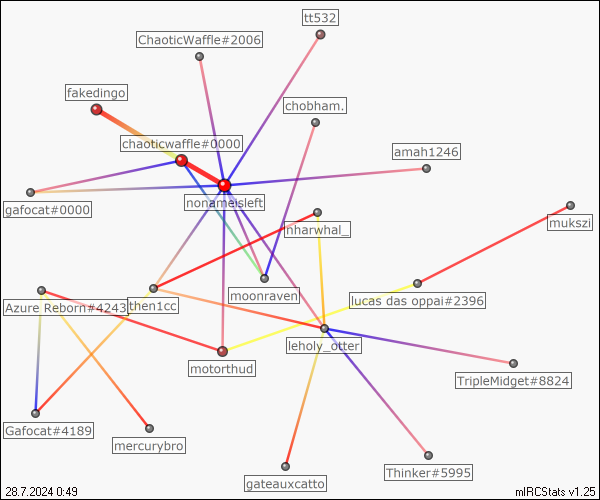 tt532
ChaoticWaffle#2006
fakedingo
chobham.
chaoticwaffle#0000
amah1246
nonameisleft
gafocat#0000
nharwhal_
mukszi
moonraven
lucas das oppai#2396
Azure Reborn#4243
then1cc
leholy_otter
motorthud
TripleMidget#8824
Gafocat#4189
mercurybro
Thinker#5995
gateauxcatto
28.7.2024 0:49
mIRCStats v1.25